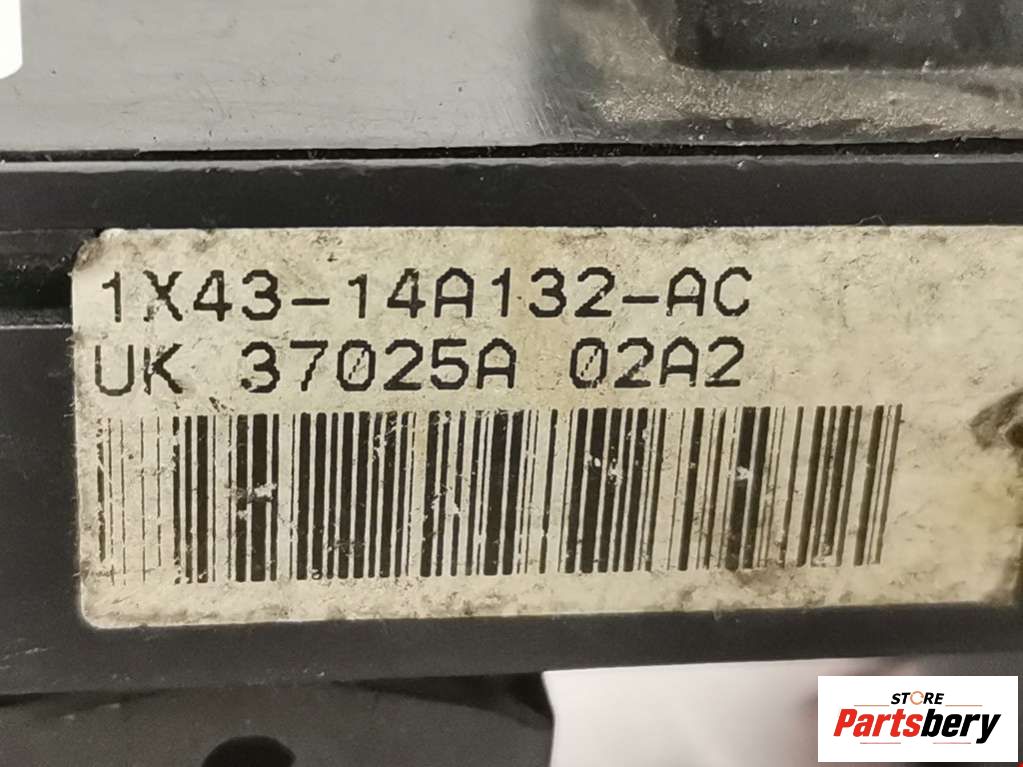 1X43-14A132-AC
UK 37025A 02A2
STORE
Partsbery